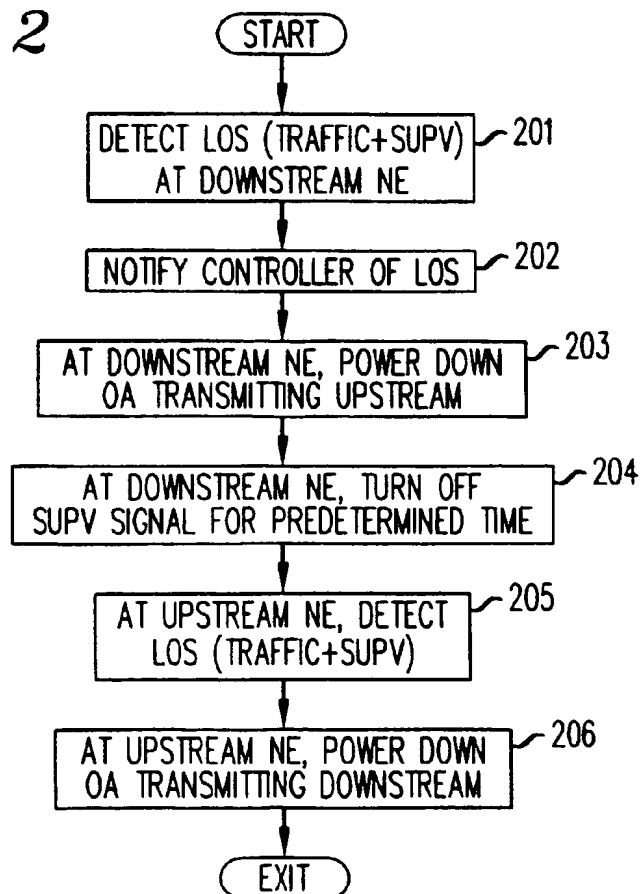 2
START
DETECT LOS (TRAFFIC+SUPV)
AT DOWNSTREAM NE
201
NOTIFY CONTROLLER OF LOS
202
AT DOWNSTREAM NE, POWER DOWN
OA TRANSMITTING UPSTREAM
203
AT DOWNSTREAM NE, TURN OFF
SUPV SIGNAL FOR PREDETERMINED TIME
204
AT UPSTREAM NE, DETECT
LOS (TRAFFIC+SUPV)
205
AT UPSTREAM NE, POWER DOWN
OA TRANSMITTING DOWNSTREAM
206
EXIT